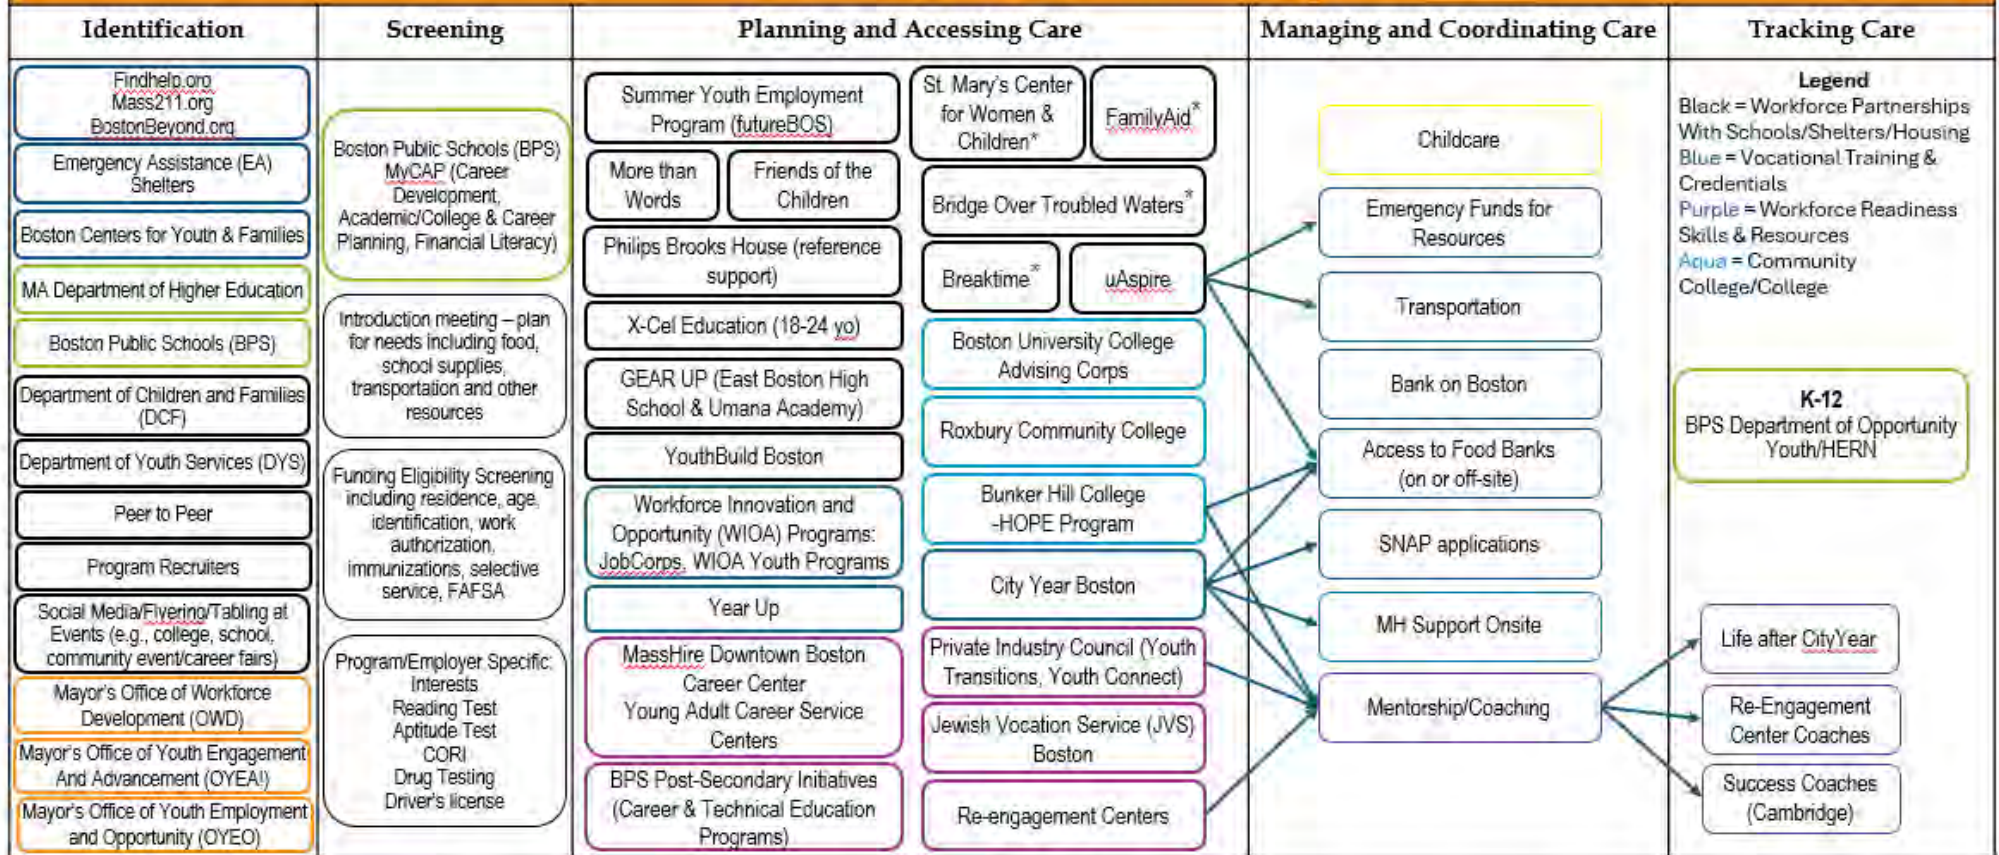 Identification
Screening
Planning and Accessing Care
Managing and Coordinating Care
Tracking Care
Findhelp.org
Mass211.org
BostonBeyond.org
Emergency Assistance (EA)
Shelters
Boston Centers for Youth & Families
MA Department of Higher Education
Boston Public Schools (BPS)
Department of Children and Families
(DCF)
Department of Youth Services (DYS)
Peer to Peer
Program Recruiters
Social Media/Flyering/Tabling at
Events (e.g., college, school,
community event/career fairs)
Mayor's Office of Workforce
Development (OWD)
Mayor's Office of Youth Engagement
And Advancement (OYEA!)
Mayor's Office of Youth Employment
and Opportunity (OYEO)
Boston Public Schools (BPS)
MyCAP (Career
Development,
Academic/College & Career
Planning, Financial Literacy)
Introduction meeting – plan
for needs including food,
school supplies,
transportation and other
resources
Funding Eligibility Screening
including residence, age,
identification, work
authorization,
immunizations, selective
service, FAFSA
Program/Employer Specific:
Interests
Reading Test
Aptitude Test
CORI
Drug Testing
Driver's license
Summer Youth Employment
Program (futureBOS)
More than
Words
Friends of the
Children
Philips Brooks House (reference
support)
X-Cel Education (18-24 yo)
GEAR UP (East Boston High
School & Umana Academy)
YouthBuild Boston
Workforce Innovation and
Opportunity (WIOA) Programs:
JobCorps, WIOA Youth Programs
Year Up
MassHire Downtown Boston
Career Center
Young Adult Career Service
Centers
BPS Post-Secondary Initiatives
(Career & Technical Education
Programs)
St. Mary's Center
for Women &
Children*
FamilyAid*
Bridge Over Troubled Waters*
Breaktime*
uAspire
Boston University College
Advising Corps
Roxbury Community College
Bunker Hill College
-HOPE Program
City Year Boston
Private Industry Council (Youth
Transitions, Youth Connect)
Jewish Vocation Service (JVS)
Boston
Re-engagement Centers
Childcare
Emergency Funds for
Resources
Transportation
Bank on Boston
Access to Food Banks
(on or off-site)
SNAP applications
MH Support Onsite
Mentorship/Coaching
Legend
Black = Workforce Partnerships
With Schools/Shelters/Housing
Blue = Vocational Training &
Credentials
Purple = Workforce Readiness
Skills & Resources
Aqua = Community
College/College
K-12
BPS Department of Opportunity
Youth/HERN
Life after CityYear
Re-Engagement
Center Coaches
Success Coaches
(Cambridge)